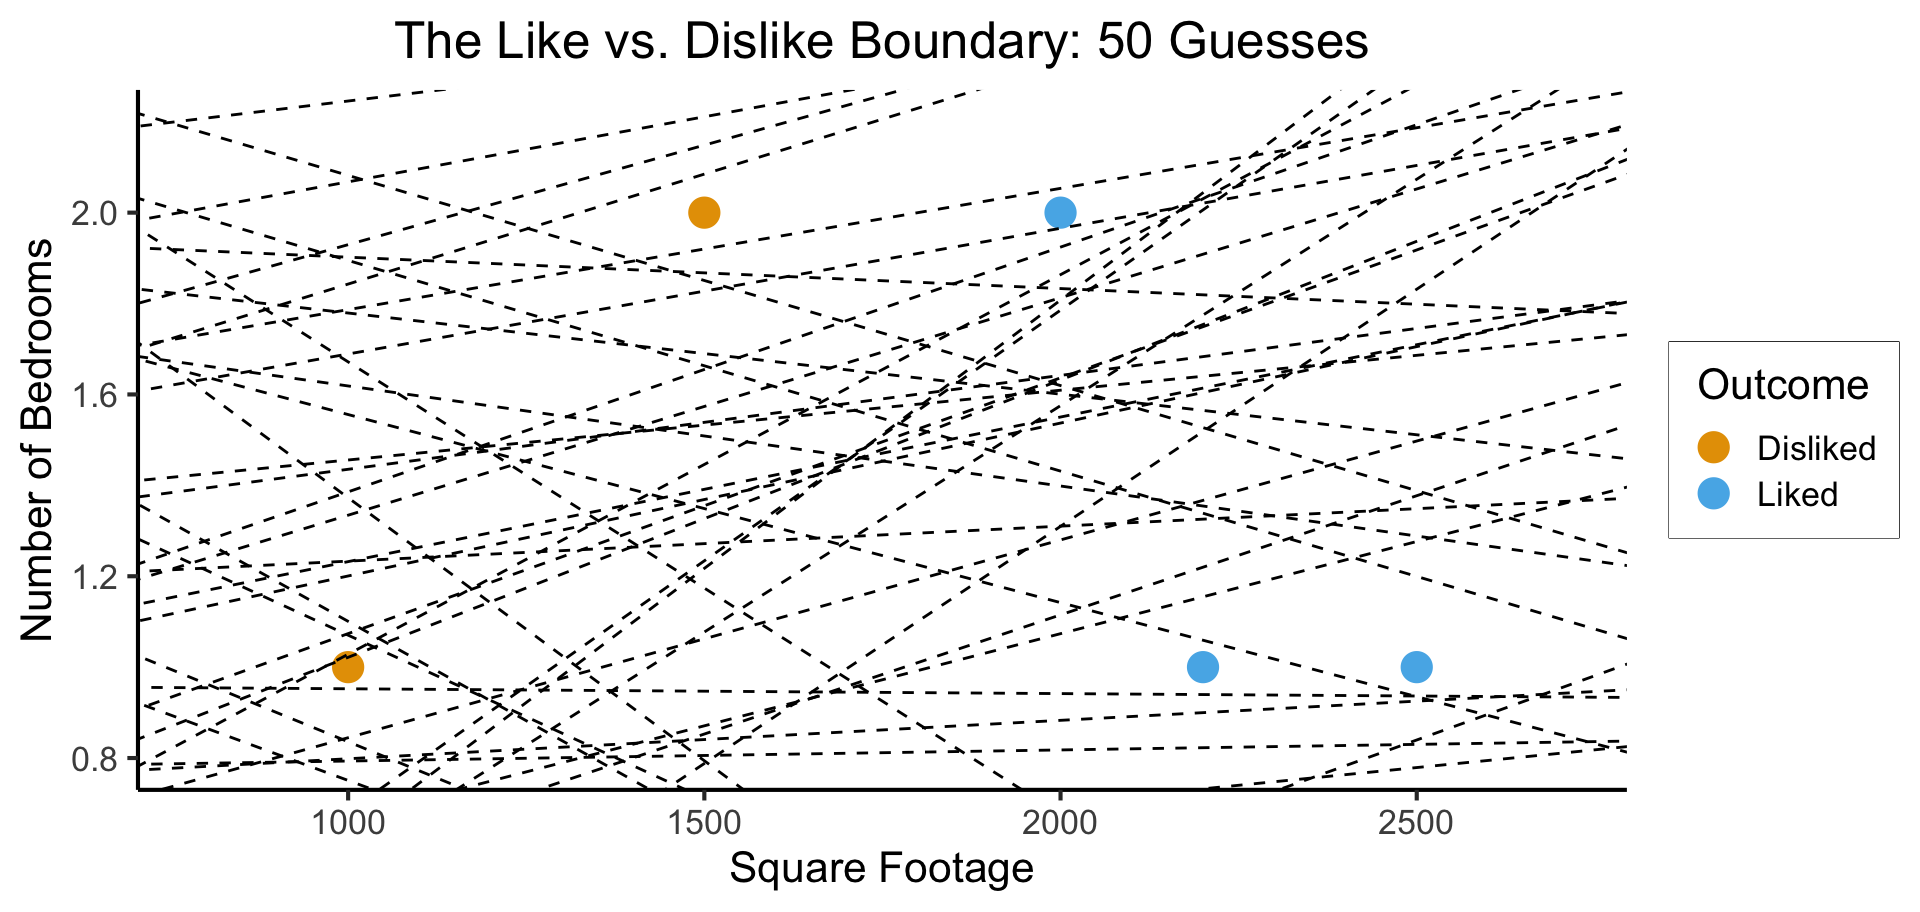 The Like vs. Dislike Boundary: 50 Guesses
Number of Bedrooms
2.0
1.6
1.2
0.8
1000 1500 2000 2500
Square Footage
Outcome
Disliked
Liked